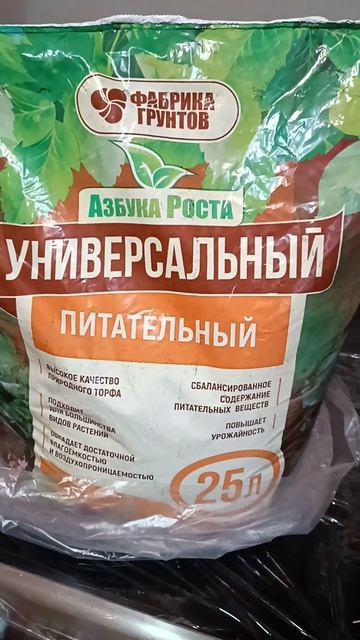 ФАБРИКА
ГРУНТОВ
АЗБУКА РОСТА
УНИВЕРСАЛЬНЫЙ
ПИТАТЕЛЬНЫЙ
ВЫСОКОЕ КАЧЕСТВО
ПРИРОДНОГО ТОРФА
ПОДХОДИТ
ДЛЯ БОЛЬШИНСТВА
ВИДОВ РАСТЕНИЙ
ОБЛАДАЕТ ДОСТАТОЧНОЙ
ВЛАГОЁМКОСТЬЮ
И ВОЗДУХОПРОНИЦАЕМОСТЬЮ
СБАЛАНСИРОВАННОЕ
СОДЕРЖАНИЕ
ПИТАТЕЛЬНЫХ ВЕЩЕСТВ
ПОВЫШАЕТ
УРОЖАЙНОСТЬ
25л